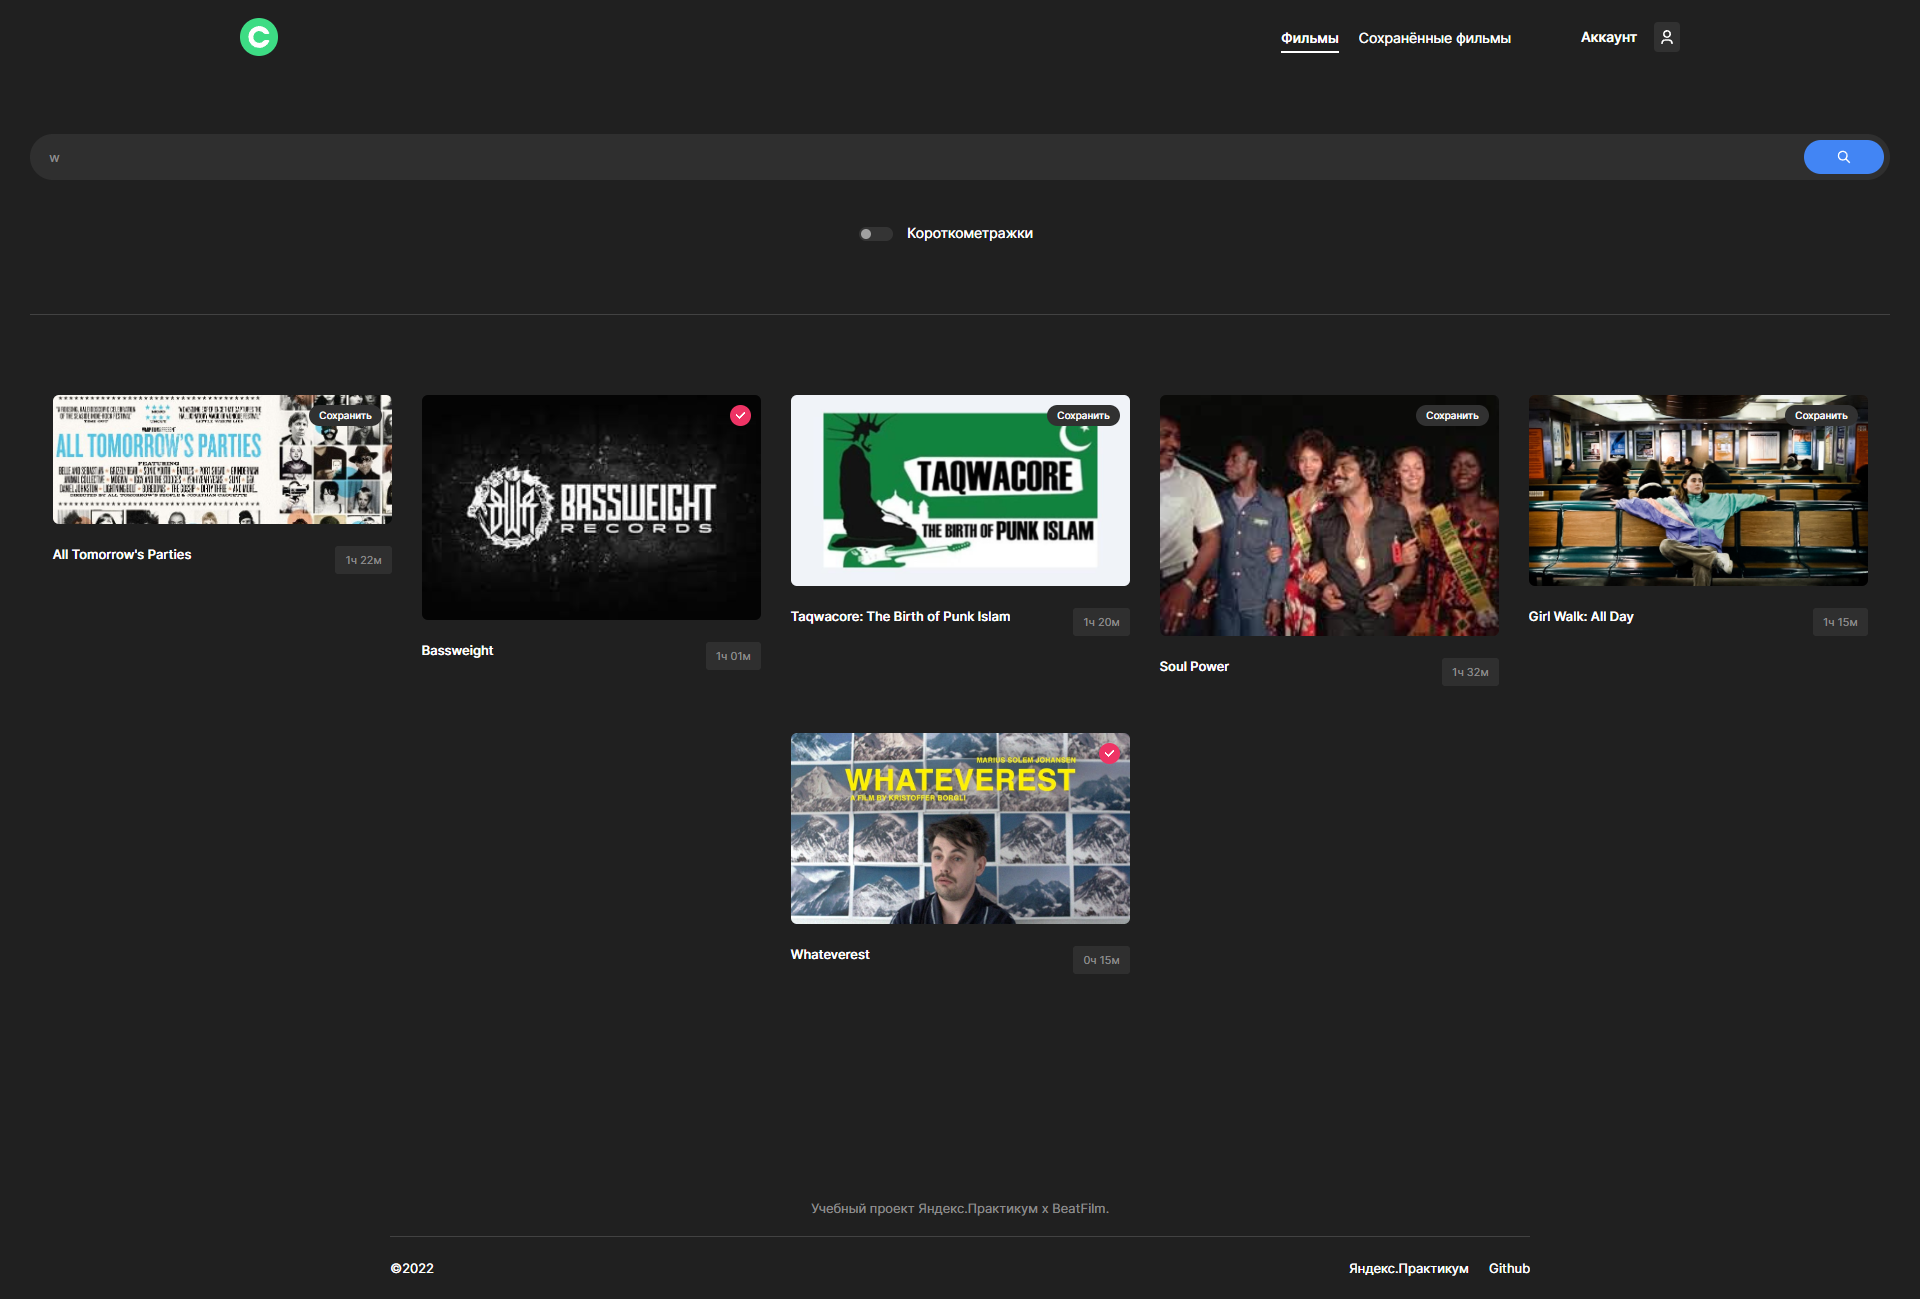 Фильмы
Сохранённые фильмы
Аккаунт
w
Короткометражки
Сохранить
ALL TOMORROW'S PARTIES
FEATURING
All Tomorrow's Parties
1ч 22м
BWR BASSWEIGHT
RECORDS
Bassweight
1ч 01м
Сохранить
TAQWACORE
THE BIRTH OF PUNK ISLAM
Taqwacore: The Birth of Punk Islam
1ч 20м
Сохранить
Soul Power
1ч 32м
Сохранить
Girl Walk: All Day
1ч 15м
MARIUS SOLEM JOHANSEN
WHATEVEREST
A FILM BY KRISTOFFER BORGLI
Whateverest
0ч 15м
Учебный проект Яндекс.Практикум х BeatFilm.
©2022
Яндекс.Практикум
Github